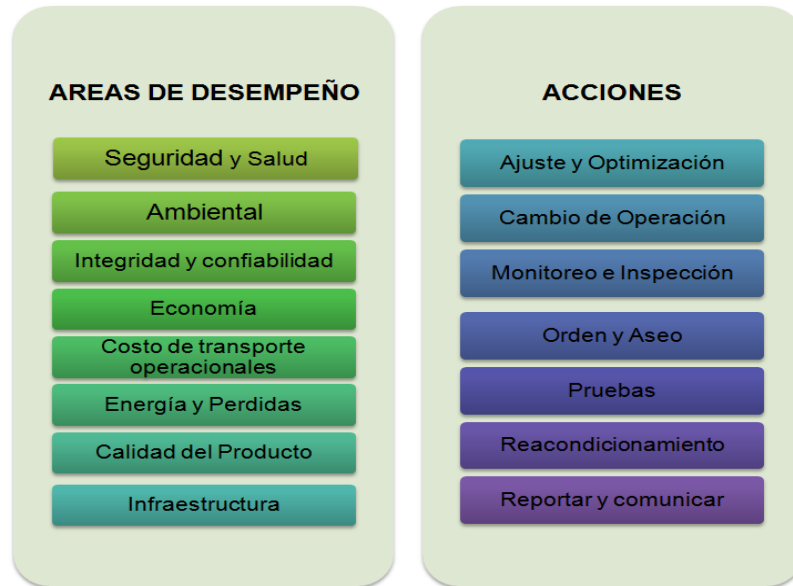 AREAS DE DESEMPEÑO
Seguridad y Salud
Ambiental
Integridad y confiabilidad
Economía
Costo de transporte
operacionales
Energía y Perdidas
Calidad del Producto
Infraestructura
ACCIONES
Ajuste y Optimización
Cambio de Operación
Monitoreo e Inspección
Orden y Aseo
Pruebas
Reacondicionamiento
Reportar y comunicar